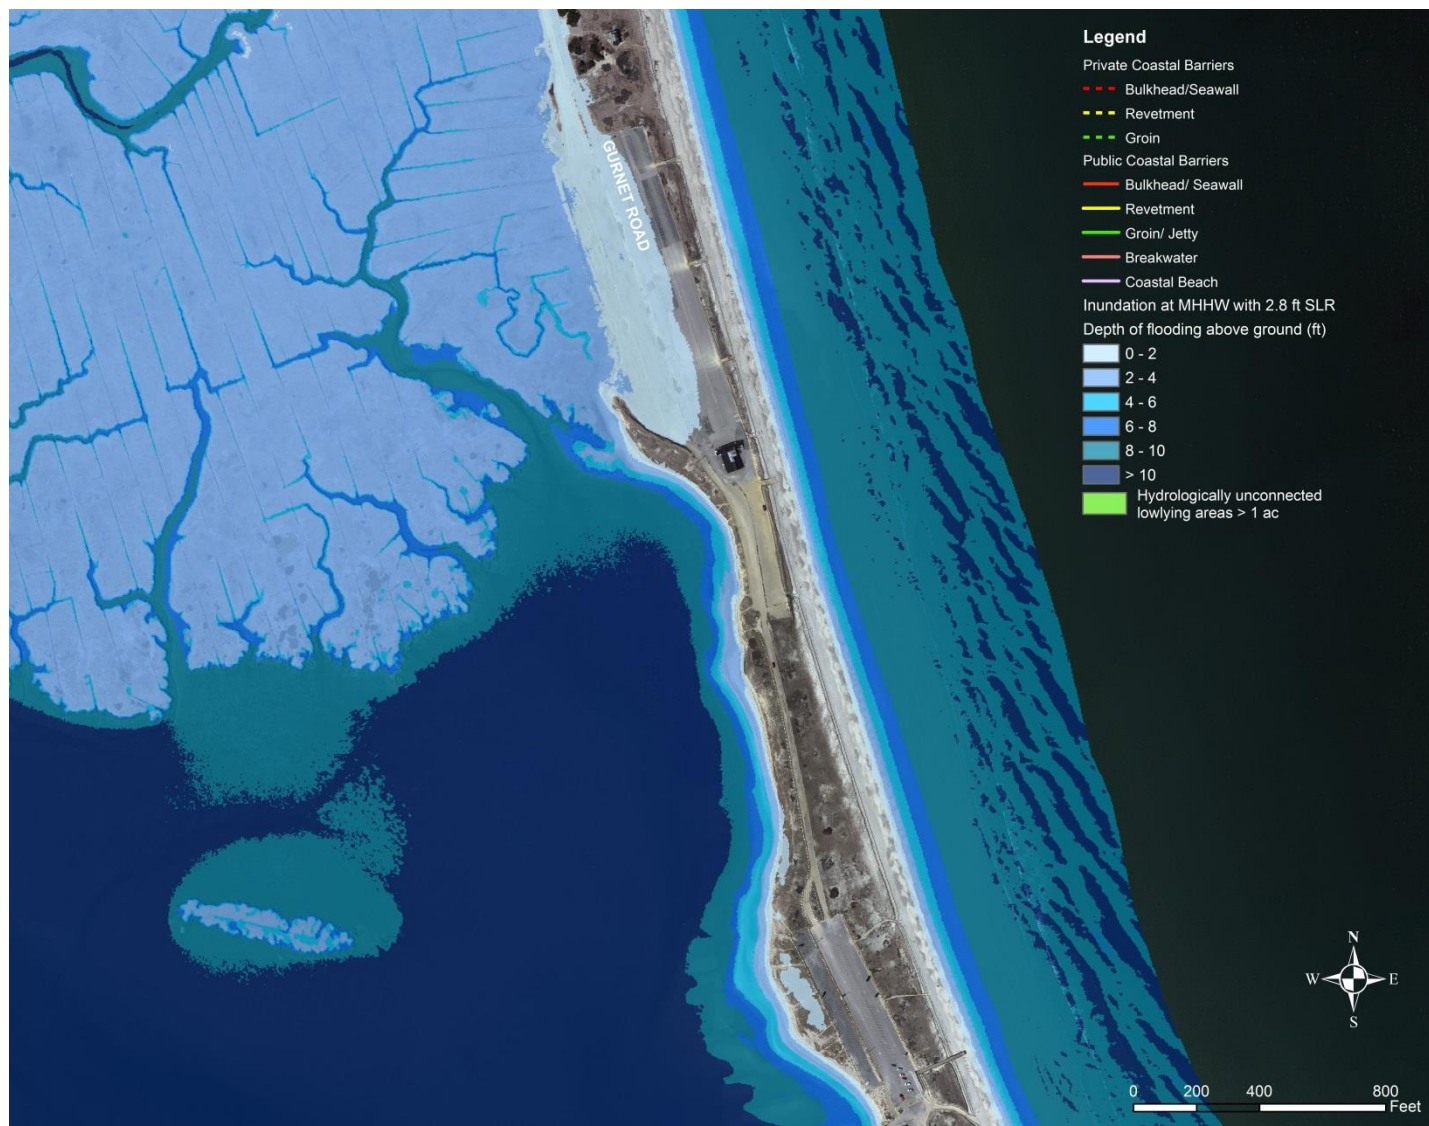 GURNET ROAD
Legend
Private Coastal Barriers
Bulkhead/Seawall
Revetment
Groin
Public Coastal Barriers
Bulkhead/ Seawall
Revetment
Groin/ Jetty
Breakwater
Coastal Beach
Inundation at MHHW with 2.8 ft SLR
Depth of flooding above ground (ft)
0 - 2
2 - 4
4 - 6
6 - 8
8 - 10
> 10
Hydrologically unconnected
lowlying areas > 1 ac
N
W E
S
0 200 400 800
Feet